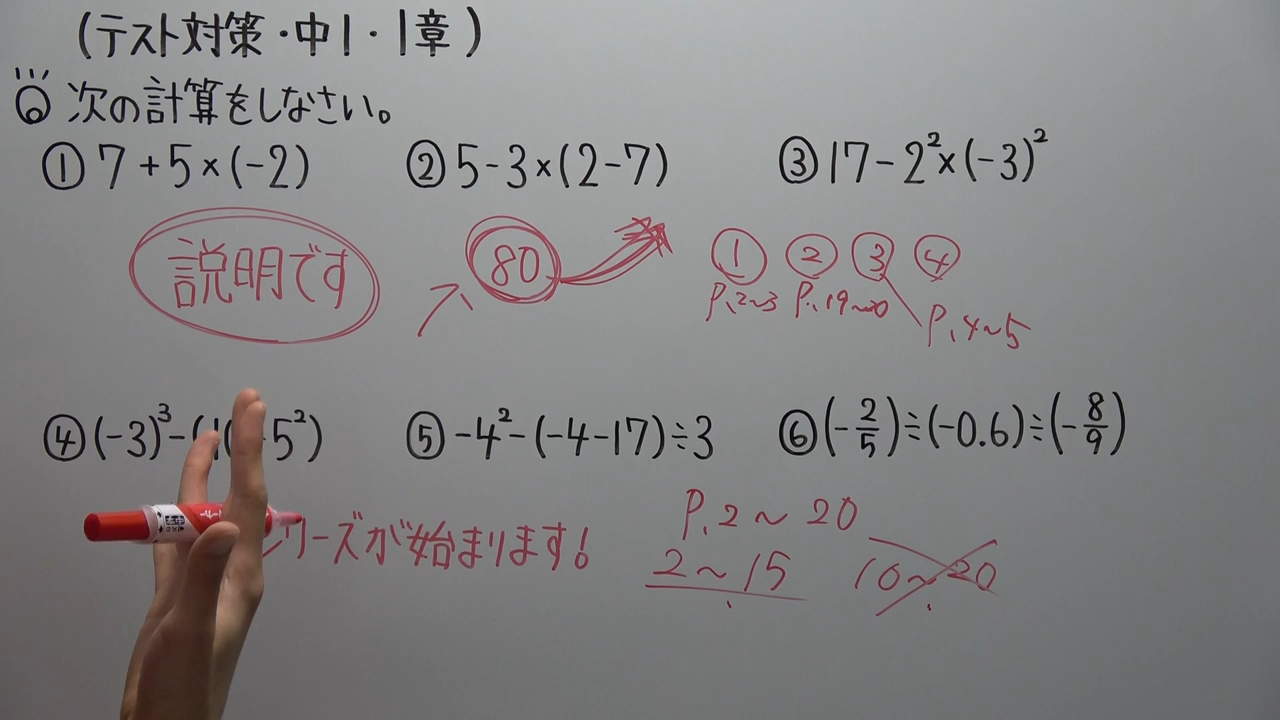 (テスト対策・中1・1章)
◎ 次の計算をしなさい。
① 7+5×(-2) ② 5-3×(2-7) ③ 17-2²×(-3)²
説明です 80 ① ② ③ ④
P.2~3 P.19~20 P.4~5
④ (-3)³-(1 5²) ⑤ -4²-(-4-17)÷3 ⑥ (-2/5)÷(-0.6)÷(-8/9)
リーズが始まります! P.2~20
2~15 10~20